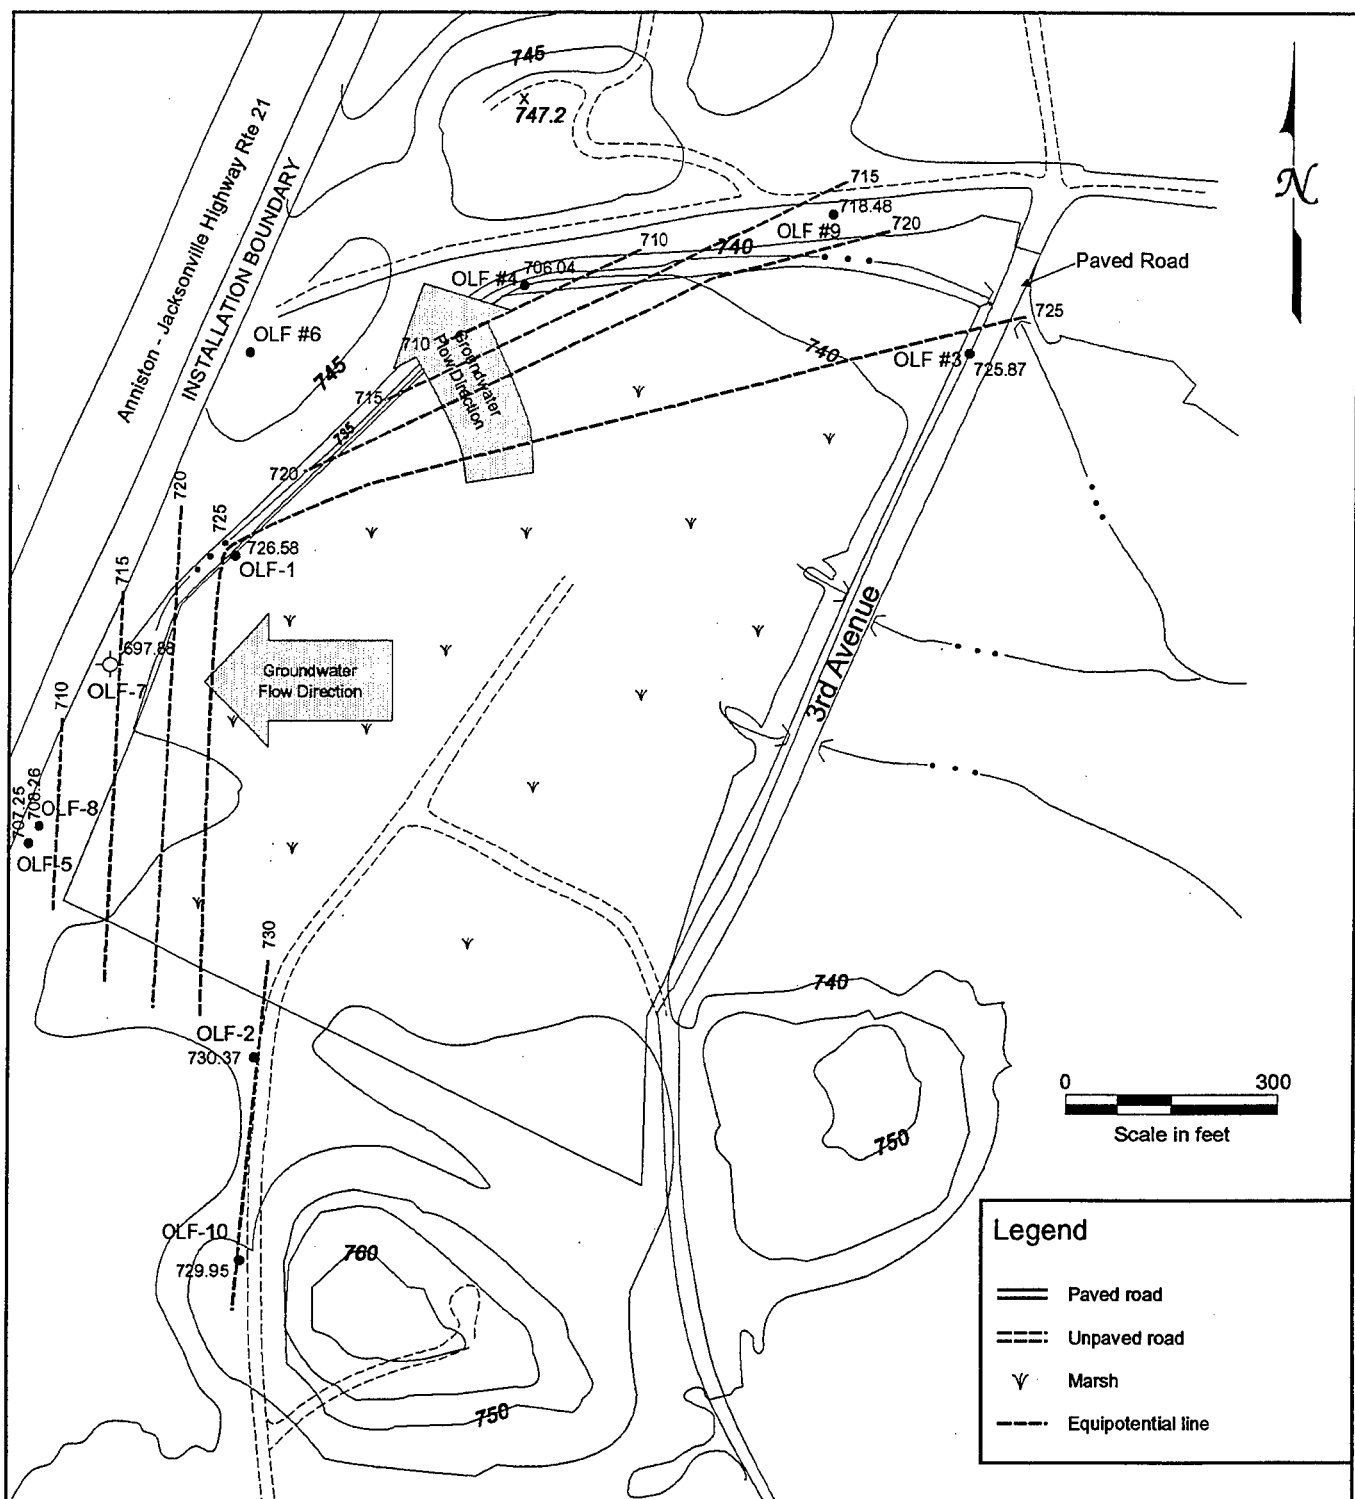 745
747.2
Anniston - Jacksonville Highway Rte 21
INSTALLATION BOUNDARY
N
715
718.48
OLF #9
720
710
740
Paved Road
OLF #4
706.04
725
OLF #6
710
Groundwater
Flow Direction
740
OLF #3
725.87
745
715
735
720
720
725
726.58
OLF-1
715
697.88
OLF-7
Groundwater
Flow Direction
3rd Avenue
710
707.25
708.26
OLF-8
OLF-5
730
740
OLF-2
730.37
0 300
Scale in feet
750
OLF-10
729.95
760
750
Legend
Paved road
Unpaved road
Marsh
Equipotential line